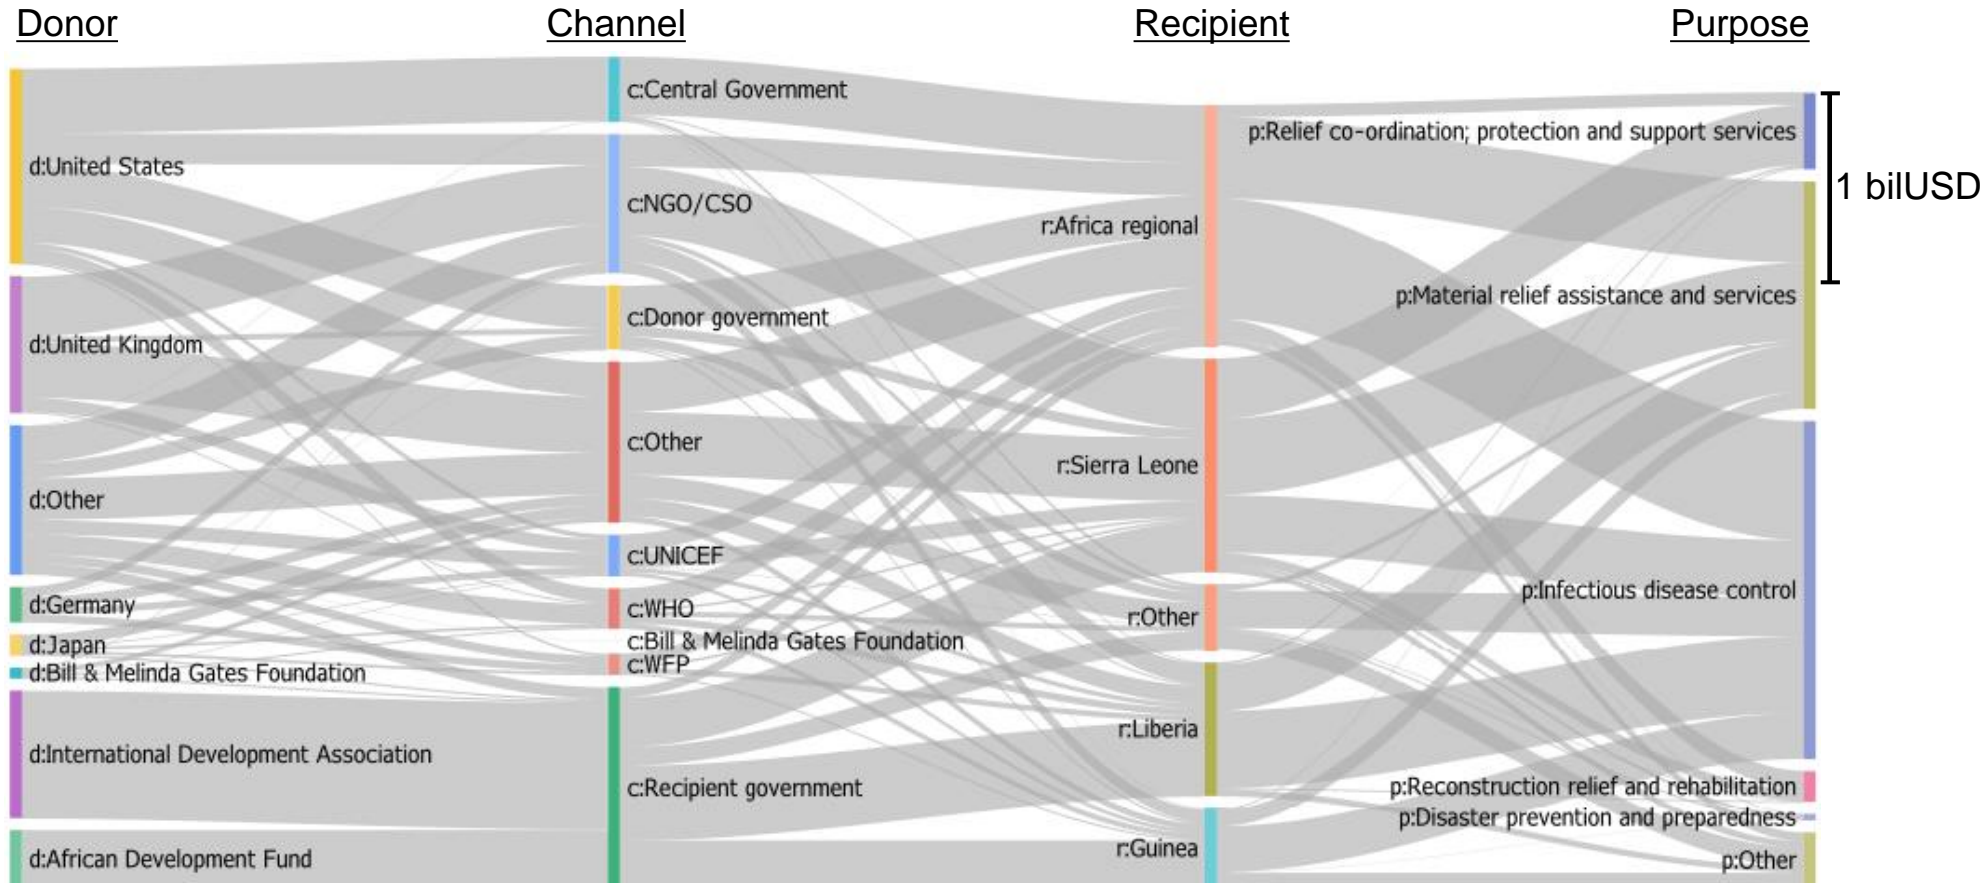 Donor
Channel
Recipient
Purpose
d:United States
d:United Kingdom
d:Other
d:Germany
d:Japan
d:Bill & Melinda Gates Foundation
d:International Development Association
d:African Development Fund
c:Central Government
c:NGO/CSO
c:Donor government
c:Other
c:UNICEF
c:WHO
c:Bill & Melinda Gates Foundation
c:WFP
c:Recipient government
r:Africa regional
r:Sierra Leone
r:Other
r:Liberia
r:Guinea
p:Relief co-ordination; protection and support services
p:Material relief assistance and services
p:Infectious disease control
p:Reconstruction relief and rehabilitation
p:Disaster prevention and preparedness
p:Other
1 bilUSD